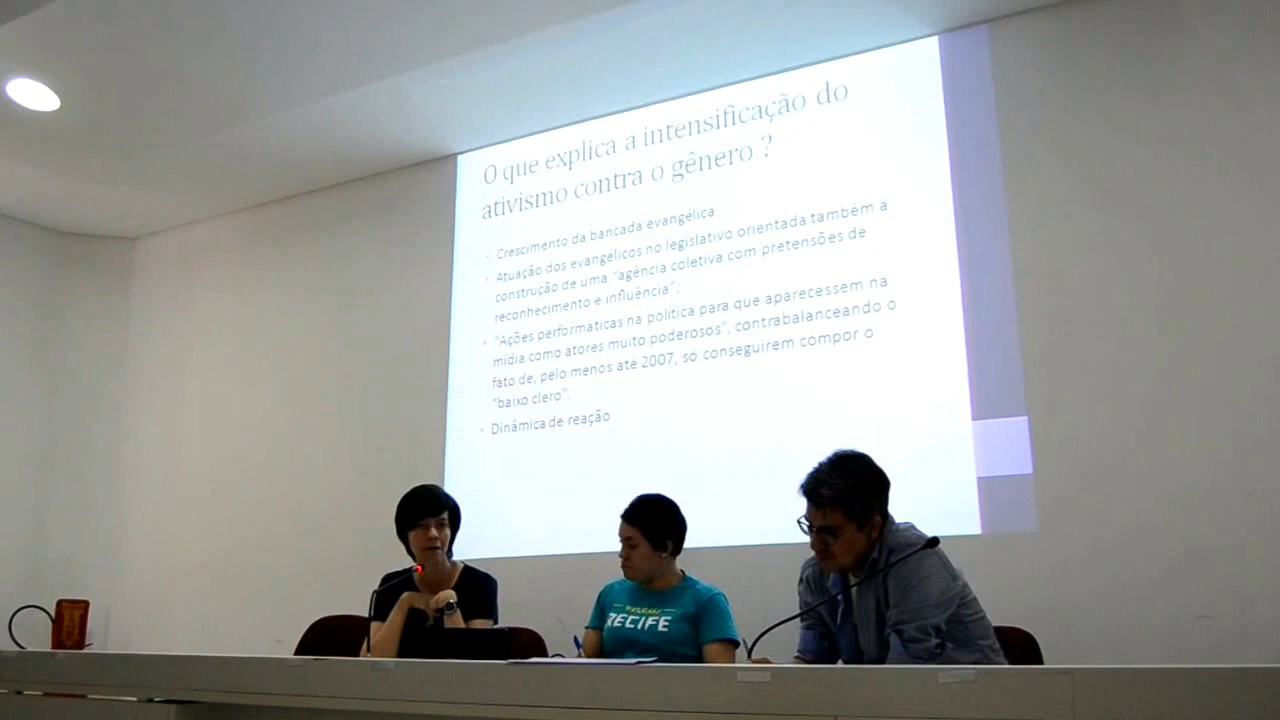 O que explica a intensificação do
ativismo contra o gênero ?
Crescimento da bancada evangélica
Atuação dos evangélicos no legislativo orientada também à
construção de uma "agência coletiva com pretensões de
reconhecimento e influência";
"Ações performaticas na política para que aparecessem na
mídia como atores muito poderosos", contrabalanceando o
fato de, pelo menos até 2007, só conseguirem compor o
"baixo clero".
Dinâmica de reação
RECIFE